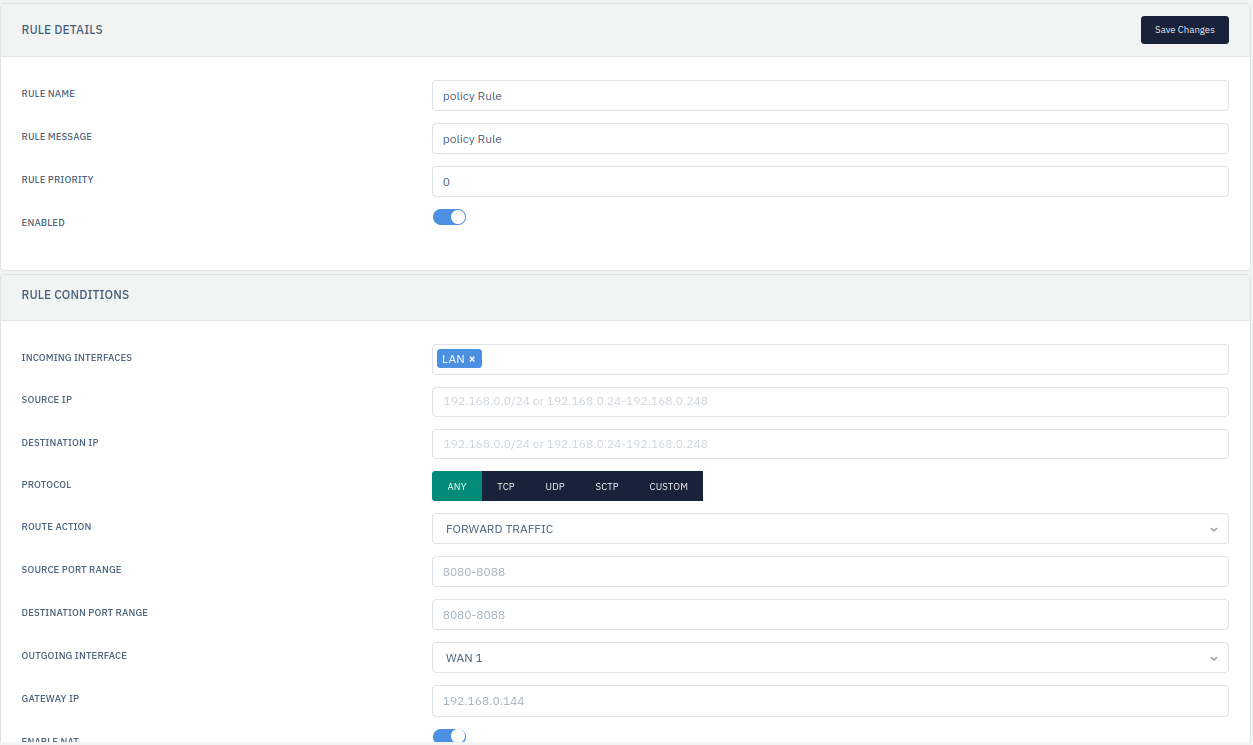 RULE DETAILS
Save Changes
RULE NAME
policy Rule
RULE MESSAGE
policy Rule
RULE PRIORITY
0
ENABLED
RULE CONDITIONS
INCOMING INTERFACES
LAN ×
SOURCE IP
192.168.0.0/24 or 192.168.0.24-192.168.0.248
DESTINATION IP
192.168.0.0/24 or 192.168.0.24-192.168.0.248
PROTOCOL
ANY TCP UDP SCTP CUSTOM
ROUTE ACTION
FORWARD TRAFFIC
SOURCE PORT RANGE
8080-8088
DESTINATION PORT RANGE
8080-8088
OUTGOING INTERFACE
WAN 1
GATEWAY IP
192.168.0.144
ENABLE NAT